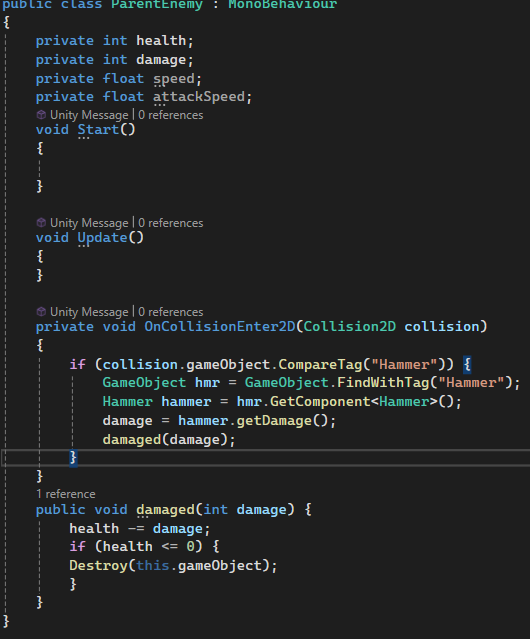 public class ParentEnemy : MonoBehaviour
{
    private int health;
    private int damage;
    private float speed;
    private float attackSpeed;
    Unity Message | 0 references
    void Start()
    {
    }
    Unity Message | 0 references
    void Update()
    {
    }
    Unity Message | 0 references
    private void OnCollisionEnter2D(Collision2D collision)
    {
        if (collision.gameObject.CompareTag("Hammer")) {
            GameObject hmr = GameObject.FindWithTag("Hammer");
            Hammer hammer = hmr.GetComponent<Hammer>();
            damage = hammer.getDamage();
            damaged(damage);
        }
    }
    1 reference
    public void damaged(int damage) {
        health -= damage;
        if (health <= 0) {
        Destroy(this.gameObject);
        }
    }
}